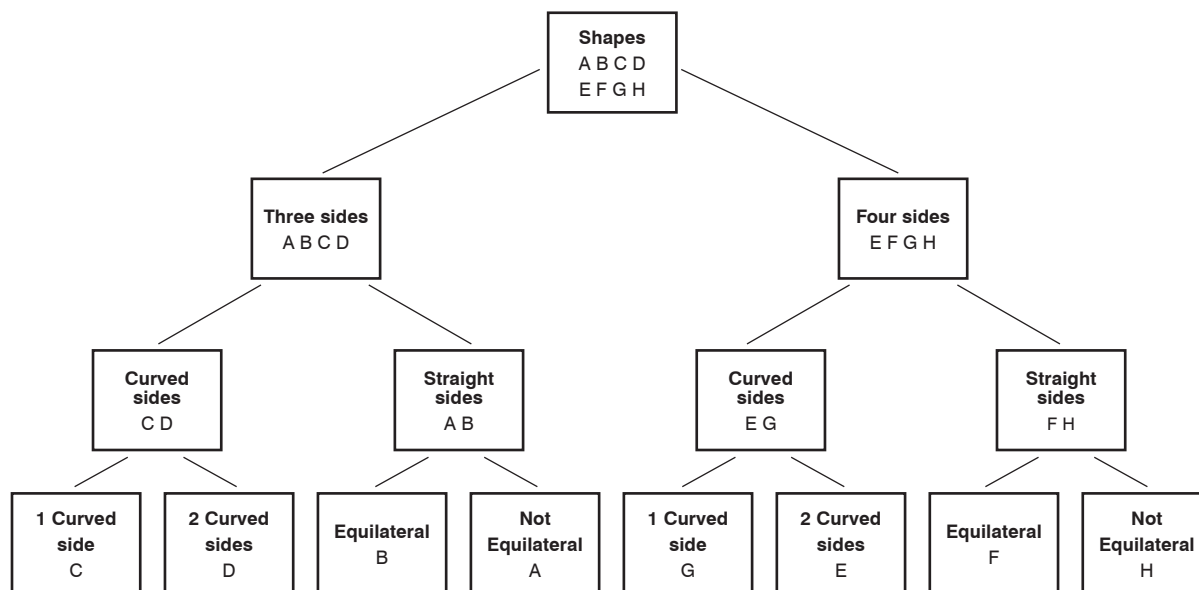 Shapes
A B C D
E F G H
Three sides
A B C D
Four sides
E F G H
Curved
sides
C D
Straight
sides
A B
Curved
sides
E G
Straight
sides
F H
1 Curved
side
C
2 Curved
sides
D
Equilateral
B
Not
Equilateral
A
1 Curved
side
G
2 Curved
sides
E
Equilateral
F
Not
Equilateral
H